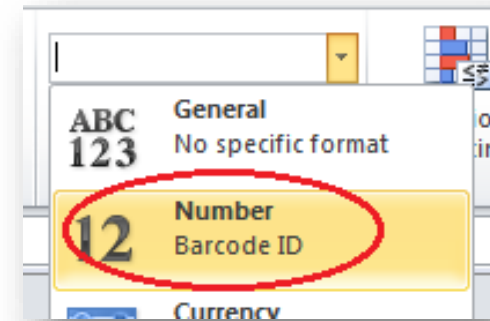 ABC
123
General
No specific format
12
Number
Barcode ID
Currency